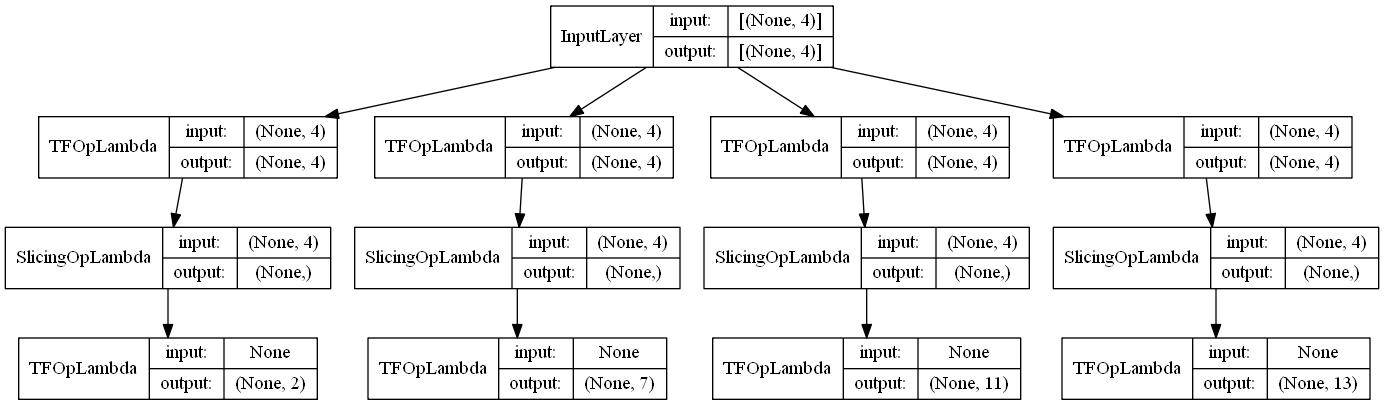 InputLayer
input: [(None, 4)]
output: [(None, 4)]
TFOpLambda
input: (None, 4)
output: (None, 4)
TFOpLambda
input: (None, 4)
output: (None, 4)
TFOpLambda
input: (None, 4)
output: (None, 4)
TFOpLambda
input: (None, 4)
output: (None, 4)
SlicingOpLambda
input: (None, 4)
output: (None,)
SlicingOpLambda
input: (None, 4)
output: (None,)
SlicingOpLambda
input: (None, 4)
output: (None,)
SlicingOpLambda
input: (None, 4)
output: (None,)
TFOpLambda
input: None
output: (None, 2)
TFOpLambda
input: None
output: (None, 7)
TFOpLambda
input: None
output: (None, 11)
TFOpLambda
input: None
output: (None, 13)